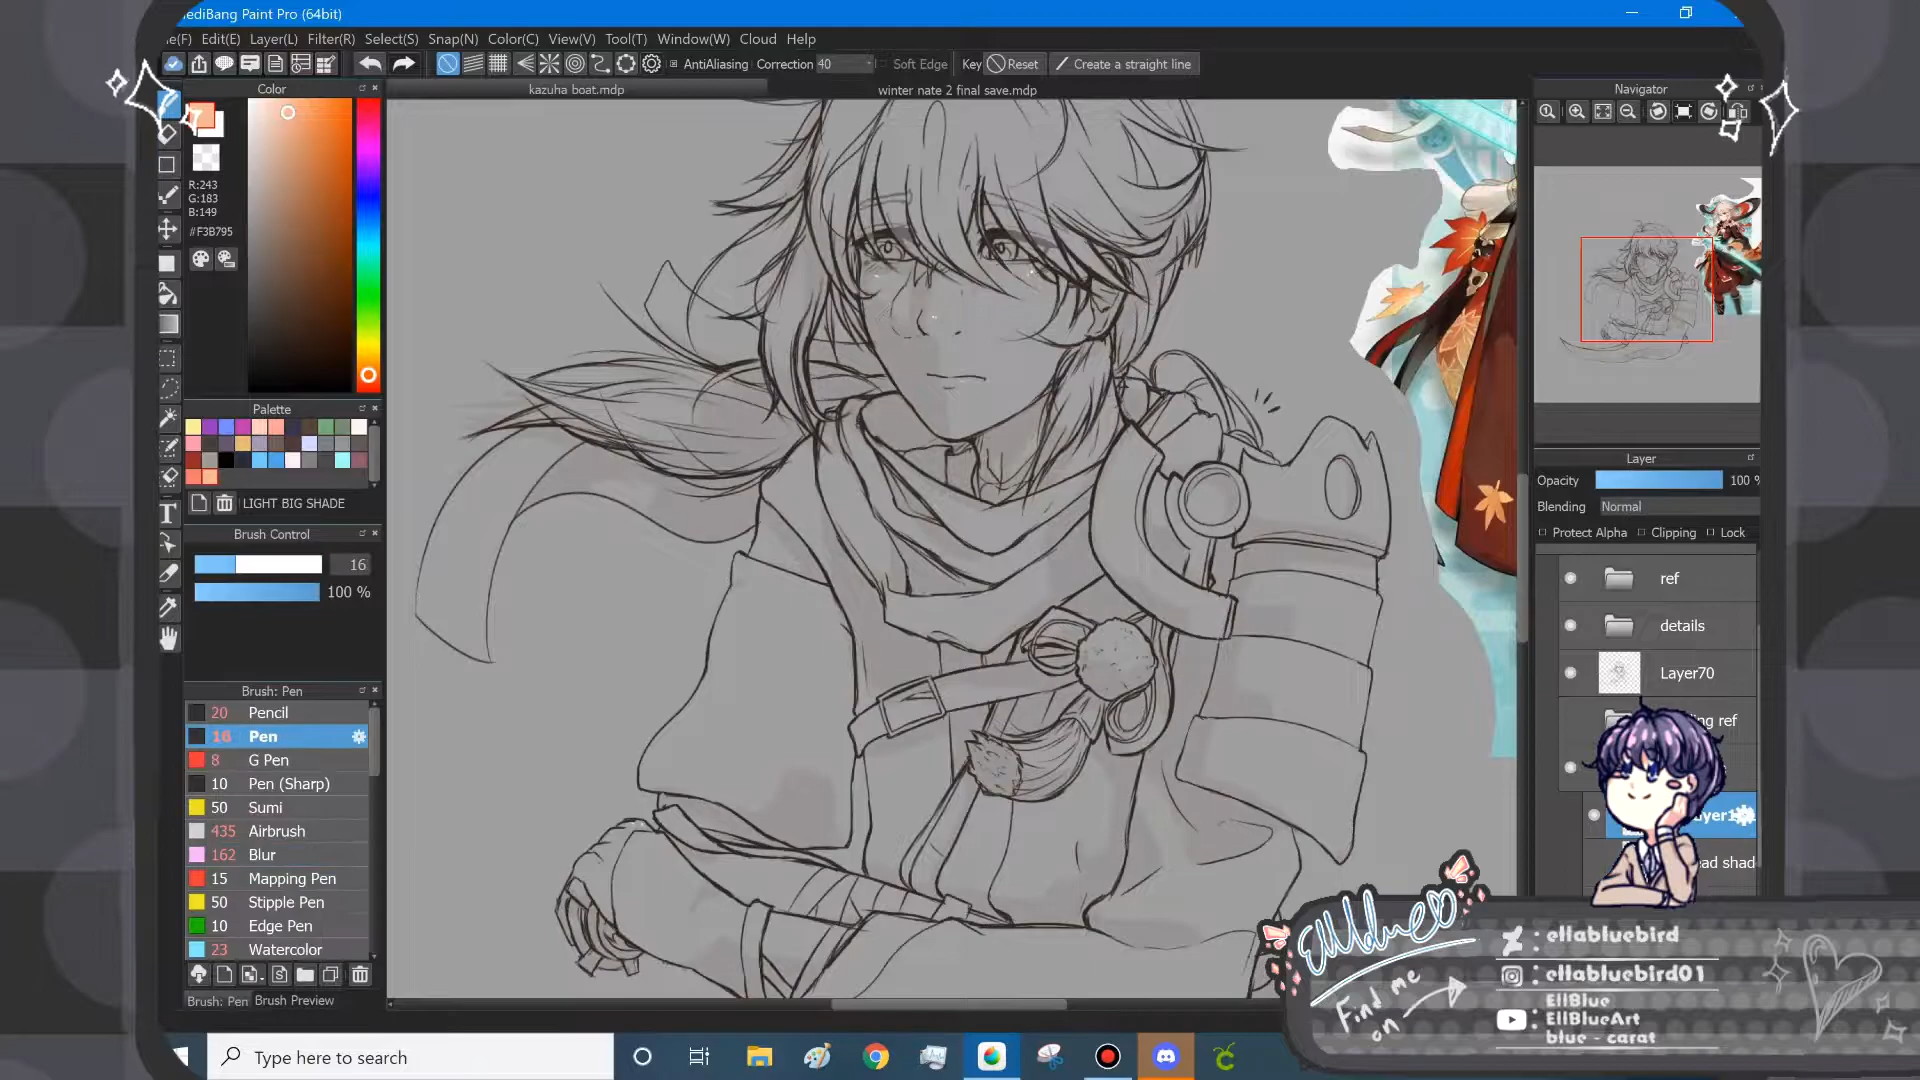 ediBang Paint Pro (64bit)
e(F) Edit(E) Layer(L) Filter(R) Select(S) Snap(N) Color(C) View(V) Tool(T) Window(W) Cloud Help
AntiAliasing Correction 40 Soft Edge Key Reset Create a straight line
Color
kazuha boat.mdp
winter nate 2 final save.mdp
Navigator
R:243
G:183
B:149
#F3B795
Palette
LIGHT BIG SHADE
Brush Control
16
100 %
Brush: Pen
20 Pencil
16 Pen
8 G Pen
10 Pen (Sharp)
50 Sumi
435 Airbrush
162 Blur
15 Mapping Pen
50 Stipple Pen
10 Edge Pen
23 Watercolor
Brush: Pen Brush Preview
Layer
Opacity 100 %
Blending Normal
Protect Alpha Clipping Lock
ref
details
Layer70
ng ref
ayer1
ead shad
Find me
on
: ellabluebird
: ellabluebird01
EllBlue
: EllBlueArt
blue - carat
Type here to search